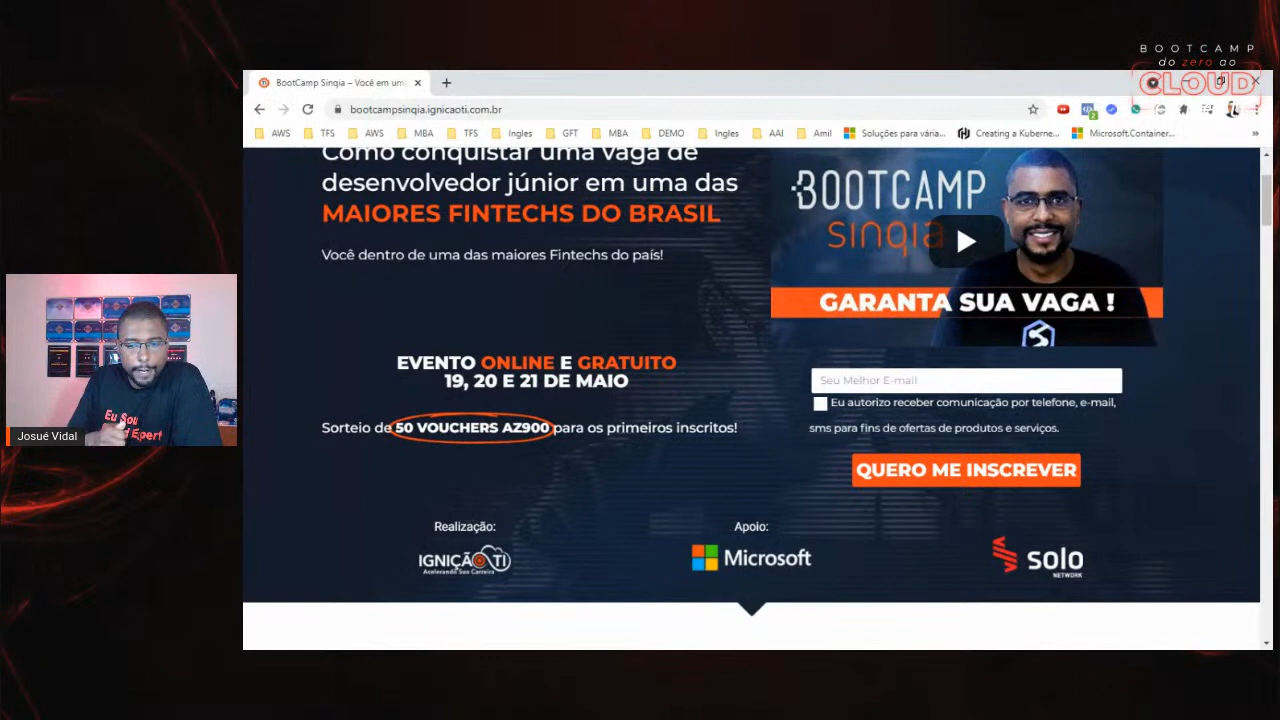 BOOTCAMP
do zero ao
CLOUD
BootCamp Sinqia – Você em um
bootcampsinqia.ignicaoti.com.br
AWS
TFS
AWS
MBA
TFS
Ingles
GFT
MBA
DEMO
Ingles
AAI
Amil
Soluções para vária...
Creating a Kuberne...
Microsoft.Container...
»
Como conquistar uma vaga de
desenvolvedor júnior em uma das
MAIORES FINTECHS DO BRASIL
Você dentro de uma das maiores Fintechs do país!
EVENTO ONLINE E GRATUITO
19, 20 E 21 DE MAIO
Sorteio de 50 VOUCHERS AZ900 para os primeiros inscritos!
BOOTCAMP
sinqia
GARANTA SUA VAGA !
Seu Melhor E-mail
Eu autorizo receber comunicação por telefone, e-mail,
sms para fins de ofertas de produtos e serviços.
QUERO ME INSCREVER
Realização:
IGNIÇÃO TI
Acelerando Sua Carreira
Apoio:
Microsoft
solo
NETWORK
Eu Sou
Expert
Josué Vidal